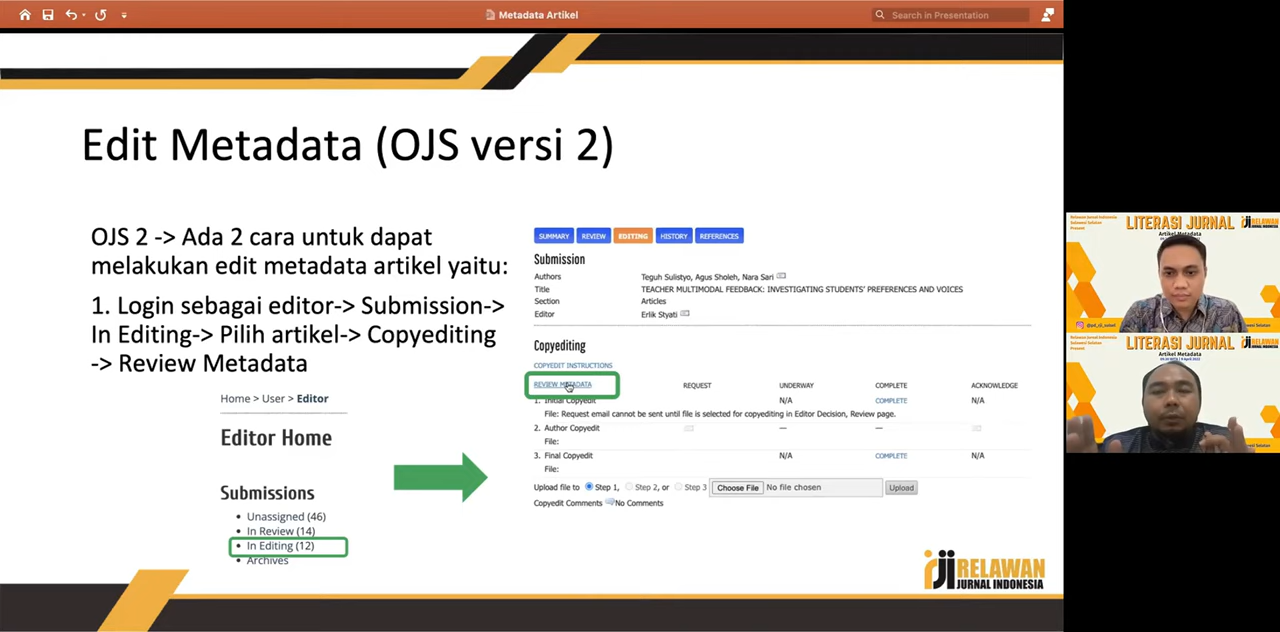 Metadata Artikel
Search in Presentation
Edit Metadata (OJS versi 2)
OJS 2 -> Ada 2 cara untuk dapat
melakukan edit metadata artikel yaitu:
1. Login sebagai editor-> Submission->
In Editing-> Pilih artikel-> Copyediting
-> Review Metadata
Home > User > Editor
Editor Home
Submissions
• Unassigned (46)
• In Review (14)
• In Editing (12)
• Archives
SUMMARY REVIEW EDITING HISTORY REFERENCES
Submission
Authors Teguh Sulistyo, Agus Sholeh, Nara Sari
Title TEACHER MULTIMODAL FEEDBACK: INVESTIGATING STUDENTS' PREFERENCES AND VOICES
Section Articles
Editor Erlik Styati
Copyediting
COPYEDIT INSTRUCTIONS
REVIEW METADATA REQUEST UNDERWAY COMPLETE ACKNOWLEDGE
1. Initial Copyedit N/A COMPLETE N/A
File: Request email cannot be sent until file is selected for copyediting in Editor Decision, Review page.
2. Author Copyedit — —
File:
3. Final Copyedit N/A COMPLETE N/A
File:
Upload file to Step 1, Step 2, or Step 3 Choose File No file chosen Upload
Copyedit Comments No Comments
RELAWAN
JURNAL INDONESIA
LITERASI JURNAL
Artikel Metadata
RELAWAN
LITERASI JURNAL
Artikel Metadata
RELAWAN